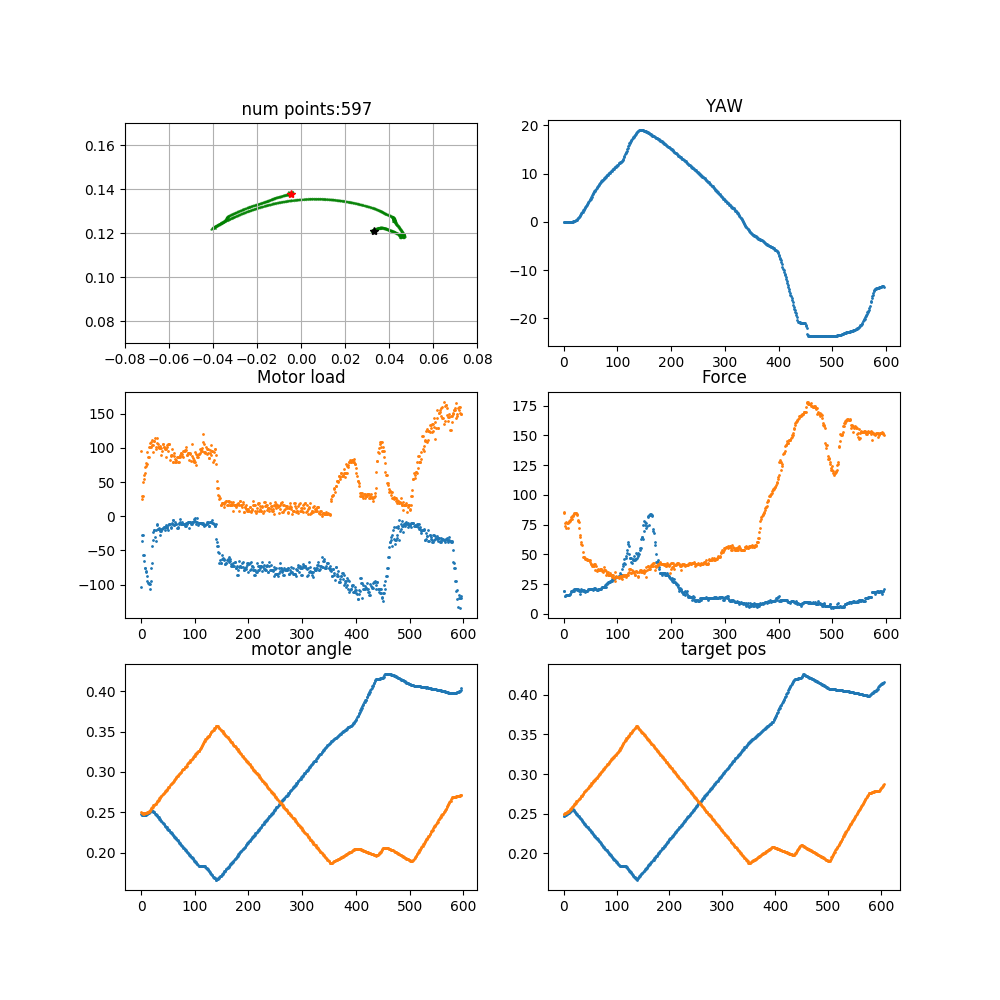 num points:597
0.16
0.14
0.12
0.10
0.08
−0.08 −0.06 −0.04 −0.02 0.00 0.02 0.04 0.06 0.08
YAW
20
10
0
−10
−20
0 100 200 300 400 500 600
Motor load
150
100
50
0
−50
−100
0 100 200 300 400 500 600
Force
175
150
125
100
75
50
25
0
0 100 200 300 400 500 600
motor angle
0.40
0.35
0.30
0.25
0.20
0 100 200 300 400 500 600
target pos
0.40
0.35
0.30
0.25
0.20
0 100 200 300 400 500 600